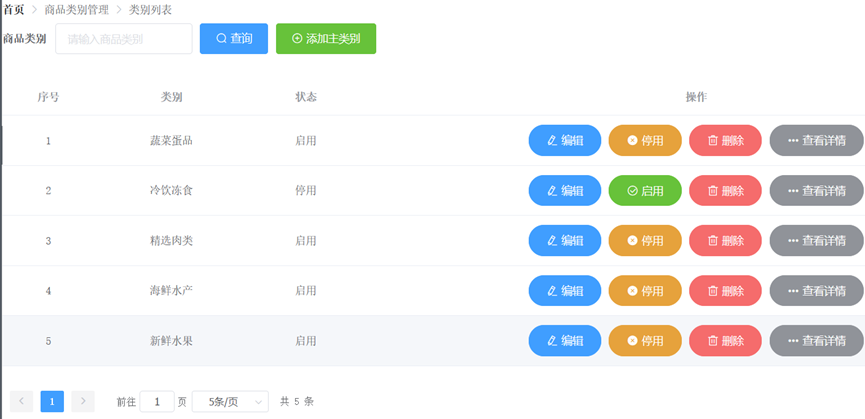 首页 > 商品类别管理 > 类别列表
商品类别 请输入商品类别 查询 添加主类别
序号 类别 状态 操作
1 蔬菜蛋品 启用 编辑 停用 删除 查看详情
2 冷饮冻食 停用 编辑 启用 删除 查看详情
3 精选肉类 启用 编辑 停用 删除 查看详情
4 海鲜水产 启用 编辑 停用 删除 查看详情
5 新鲜水果 启用 编辑 停用 删除 查看详情
< 1 > 前往 1 页 5条/页 共 5 条